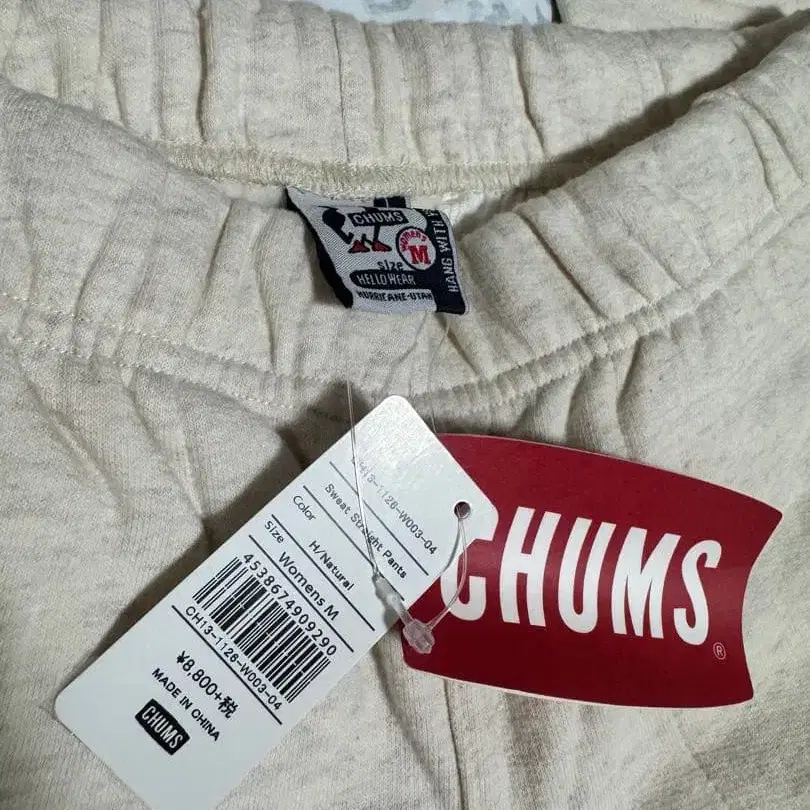 CHUMS
Women's
M
size
HELLO WEAR
HURRICANE-UTAH
HANG WITH
CH13-1126-W003-04
Sweat Straight Pants
Color
H/Natural
Size
Womens M
4538674909290
CH13-1126-W003-04
¥8,800+税
MADE IN CHINA
CHUMS
CHUMS
®